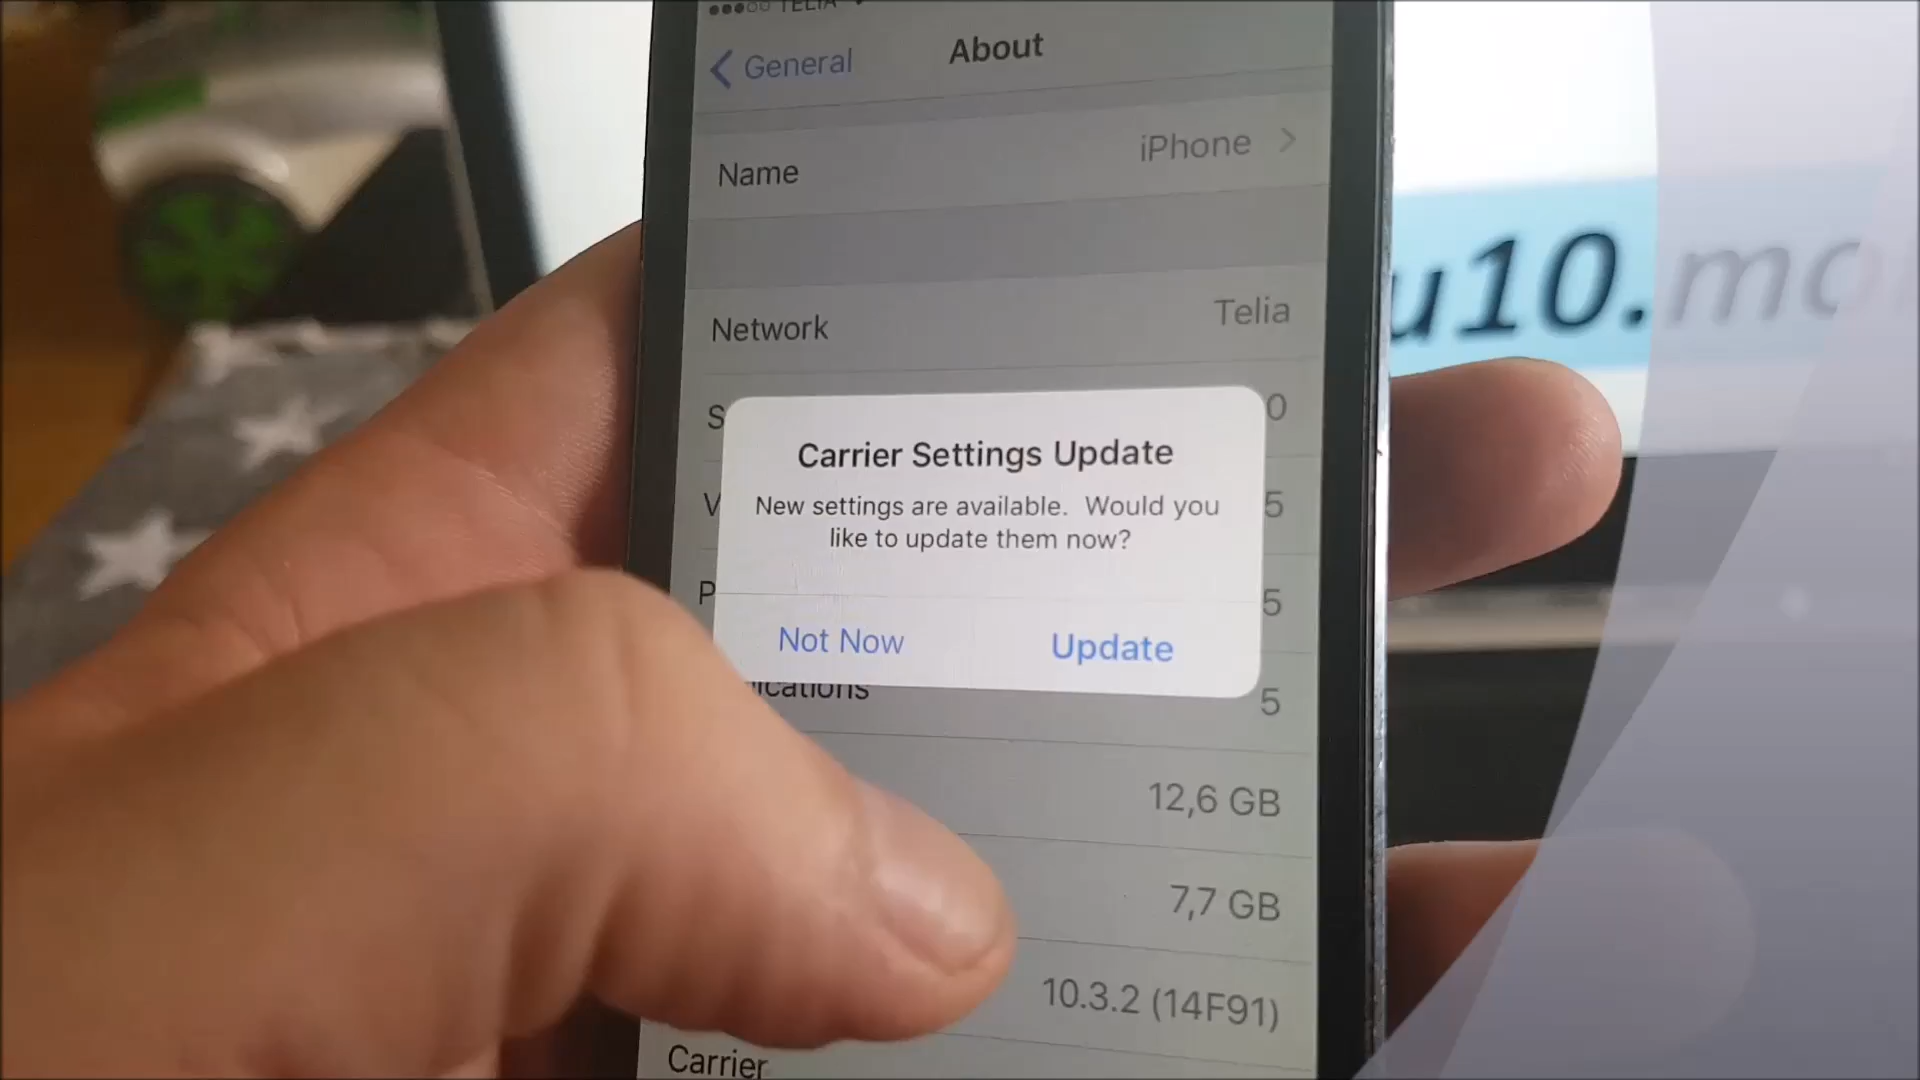 TELIA
General
About
Name
iPhone
Network
Telia
S
0
Carrier Settings Update
New settings are available. Would you
like to update them now?
V
5
P
5
Not Now
Update
ications
5
12,6 GB
7,7 GB
10.3.2 (14F91)
Carrier
u10.mo